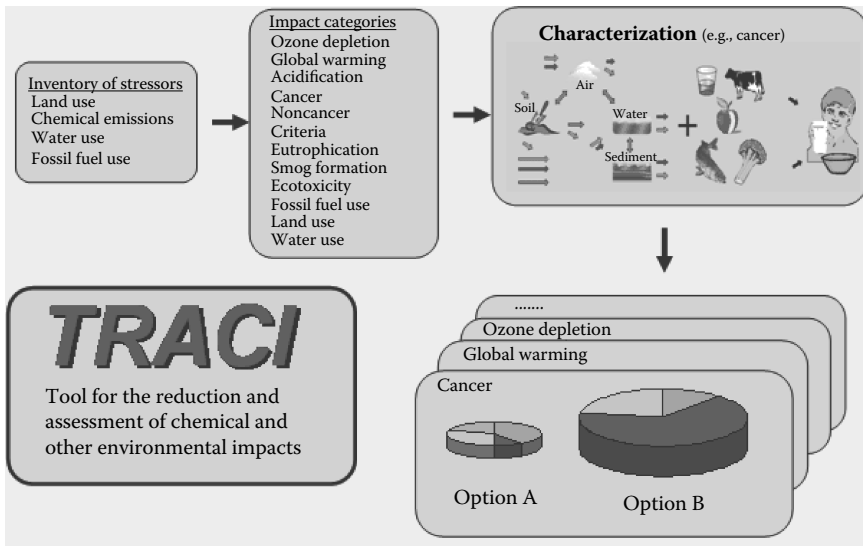 Inventory of stressors
Land use
Chemical emissions
Water use
Fossil fuel use
Impact categories
Ozone depletion
Global warming
Acidification
Cancer
Noncancer
Criteria
Eutrophication
Smog formation
Ecotoxicity
Fossil fuel use
Land use
Water use
Characterization (e.g., cancer)
Air
Soil
Water
+
Sediment
TRACI
Tool for the reduction and
assessment of chemical and
other environmental impacts
.......
Ozone depletion
Global warming
Cancer
Option A
Option B